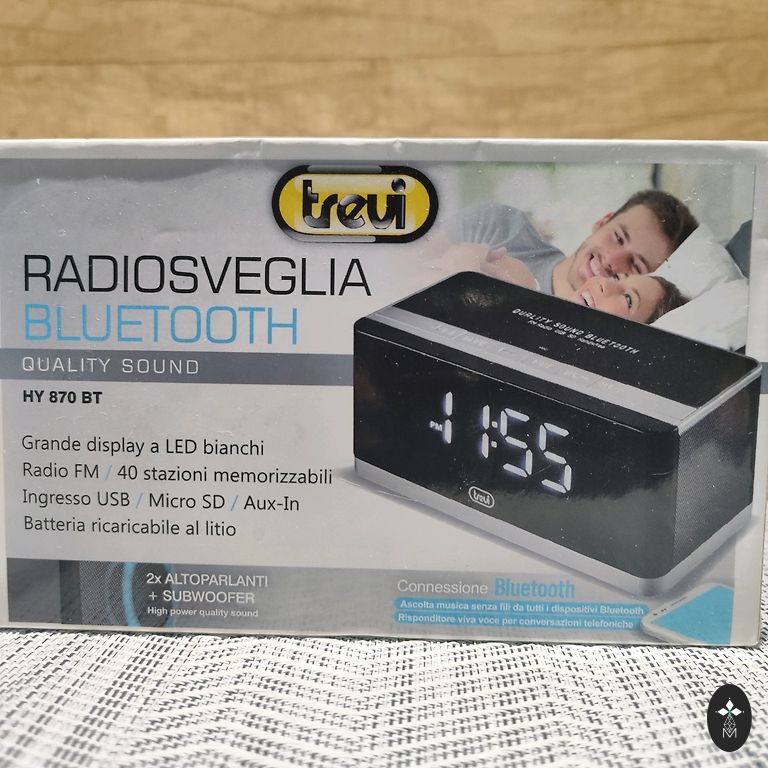 trevi
RADIOSVEGLIA
BLUETOOTH
QUALITY SOUND
HY 870 BT
Grande display a LED bianchi
Radio FM / 40 stazioni memorizzabili
Ingresso USB / Micro SD / Aux-In
Batteria ricaricabile al litio
QUALITY SOUND BLUETOOTH
PM 11:55
trevi
2x ALTOPARLANTI
+ SUBWOOFER
High power quality sound
Connessione Bluetooth
Ascolta musica senza fili da tutti i dispositivi Bluetooth
Risponditore viva voce per conversazioni telefoniche
M